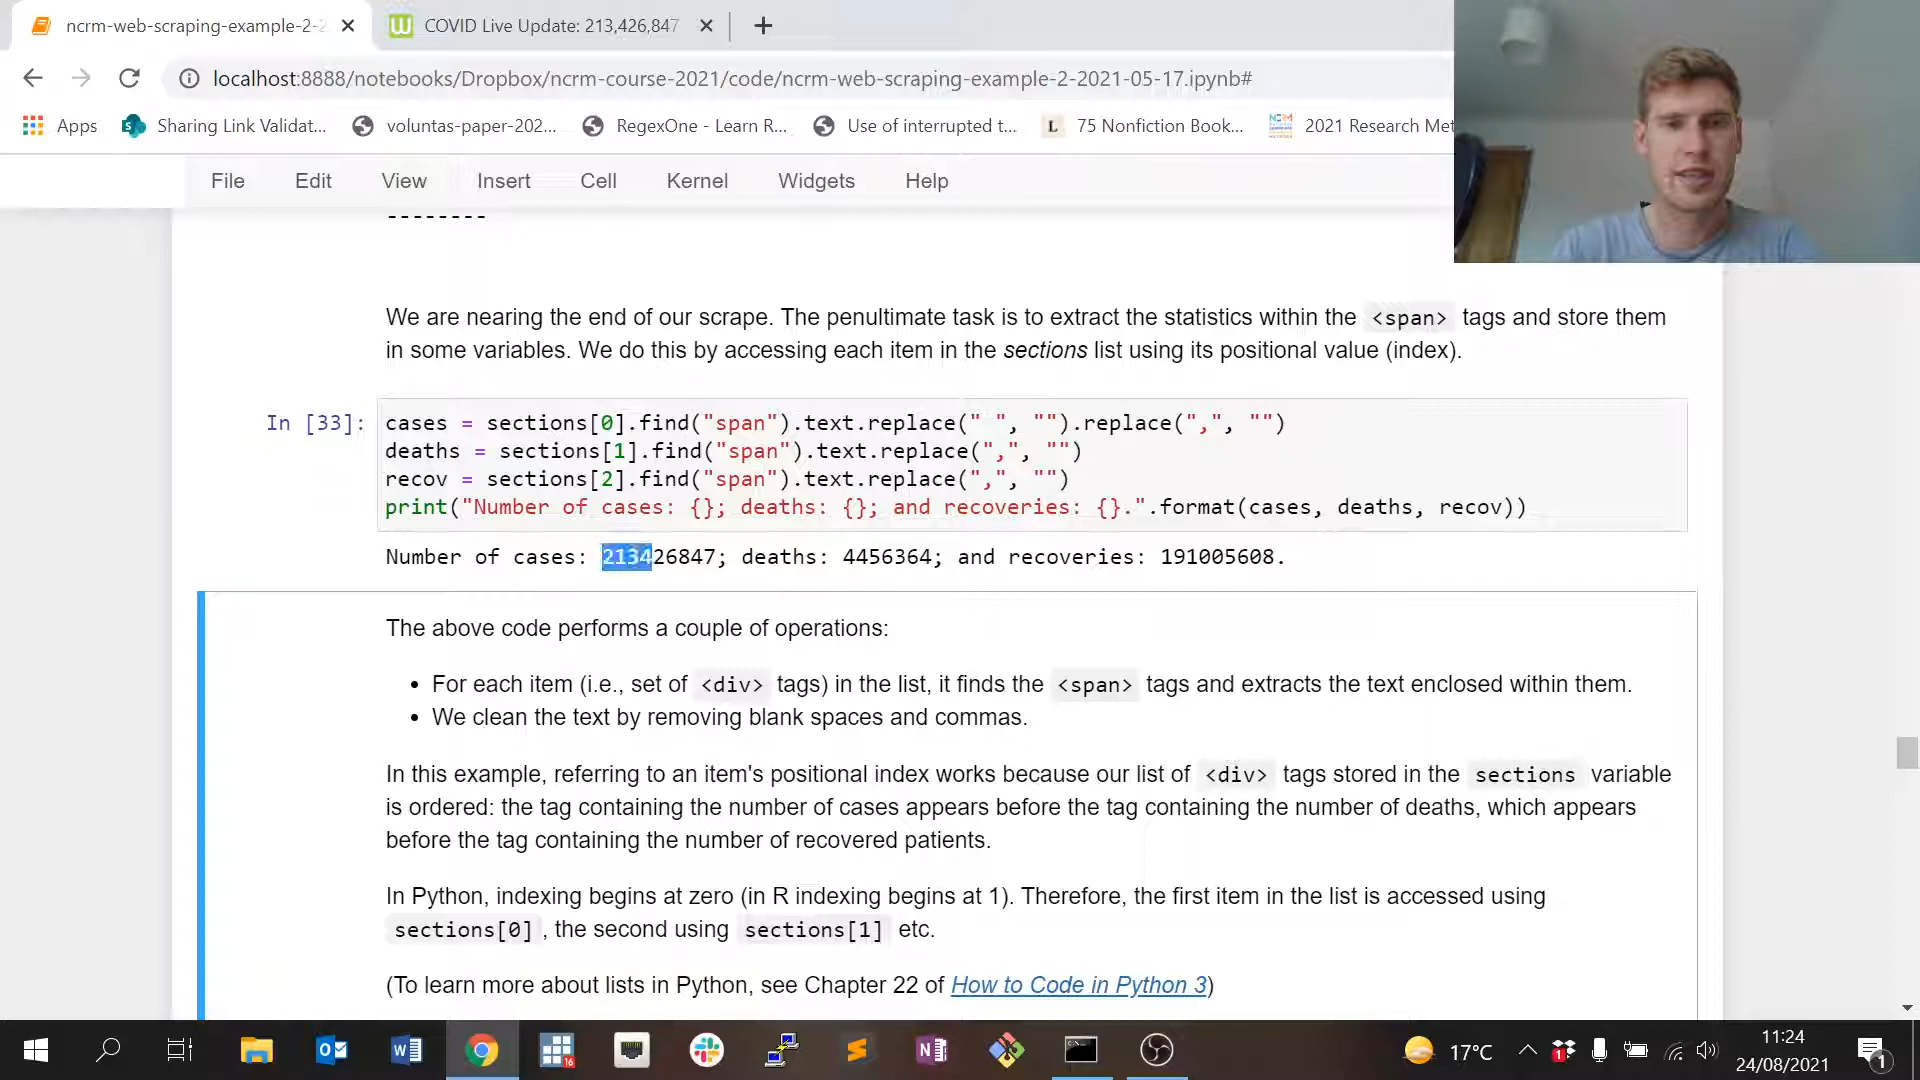 ncrm-web-scraping-example-2-2
COVID Live Update: 213,426,847
localhost:8888/notebooks/Dropbox/ncrm-course-2021/code/ncrm-web-scraping-example-2-2021-05-17.ipynb#
Apps Sharing Link Validat... voluntas-paper-202... RegexOne - Learn R... Use of interrupted t... L 75 Nonfiction Book... NCRM 2021 Research Met
File Edit View Insert Cell Kernel Widgets Help
--------
We are nearing the end of our scrape. The penultimate task is to extract the statistics within the <span> tags and store them
in some variables. We do this by accessing each item in the sections list using its positional value (index).
In [33]: cases = sections[0].find("span").text.replace(" ", "").replace(",", "")
deaths = sections[1].find("span").text.replace(",", "")
recov = sections[2].find("span").text.replace(",", "")
print("Number of cases: {}; deaths: {}; and recoveries: {}.".format(cases, deaths, recov))
Number of cases: 213426847; deaths: 4456364; and recoveries: 191005608.
The above code performs a couple of operations:
• For each item (i.e., set of <div> tags) in the list, it finds the <span> tags and extracts the text enclosed within them.
• We clean the text by removing blank spaces and commas.
In this example, referring to an item's positional index works because our list of <div> tags stored in the sections variable
is ordered: the tag containing the number of cases appears before the tag containing the number of deaths, which appears
before the tag containing the number of recovered patients.
In Python, indexing begins at zero (in R indexing begins at 1). Therefore, the first item in the list is accessed using
sections[0] , the second using sections[1] etc.
(To learn more about lists in Python, see Chapter 22 of How to Code in Python 3)
17°C
11:24
24/08/2021
1